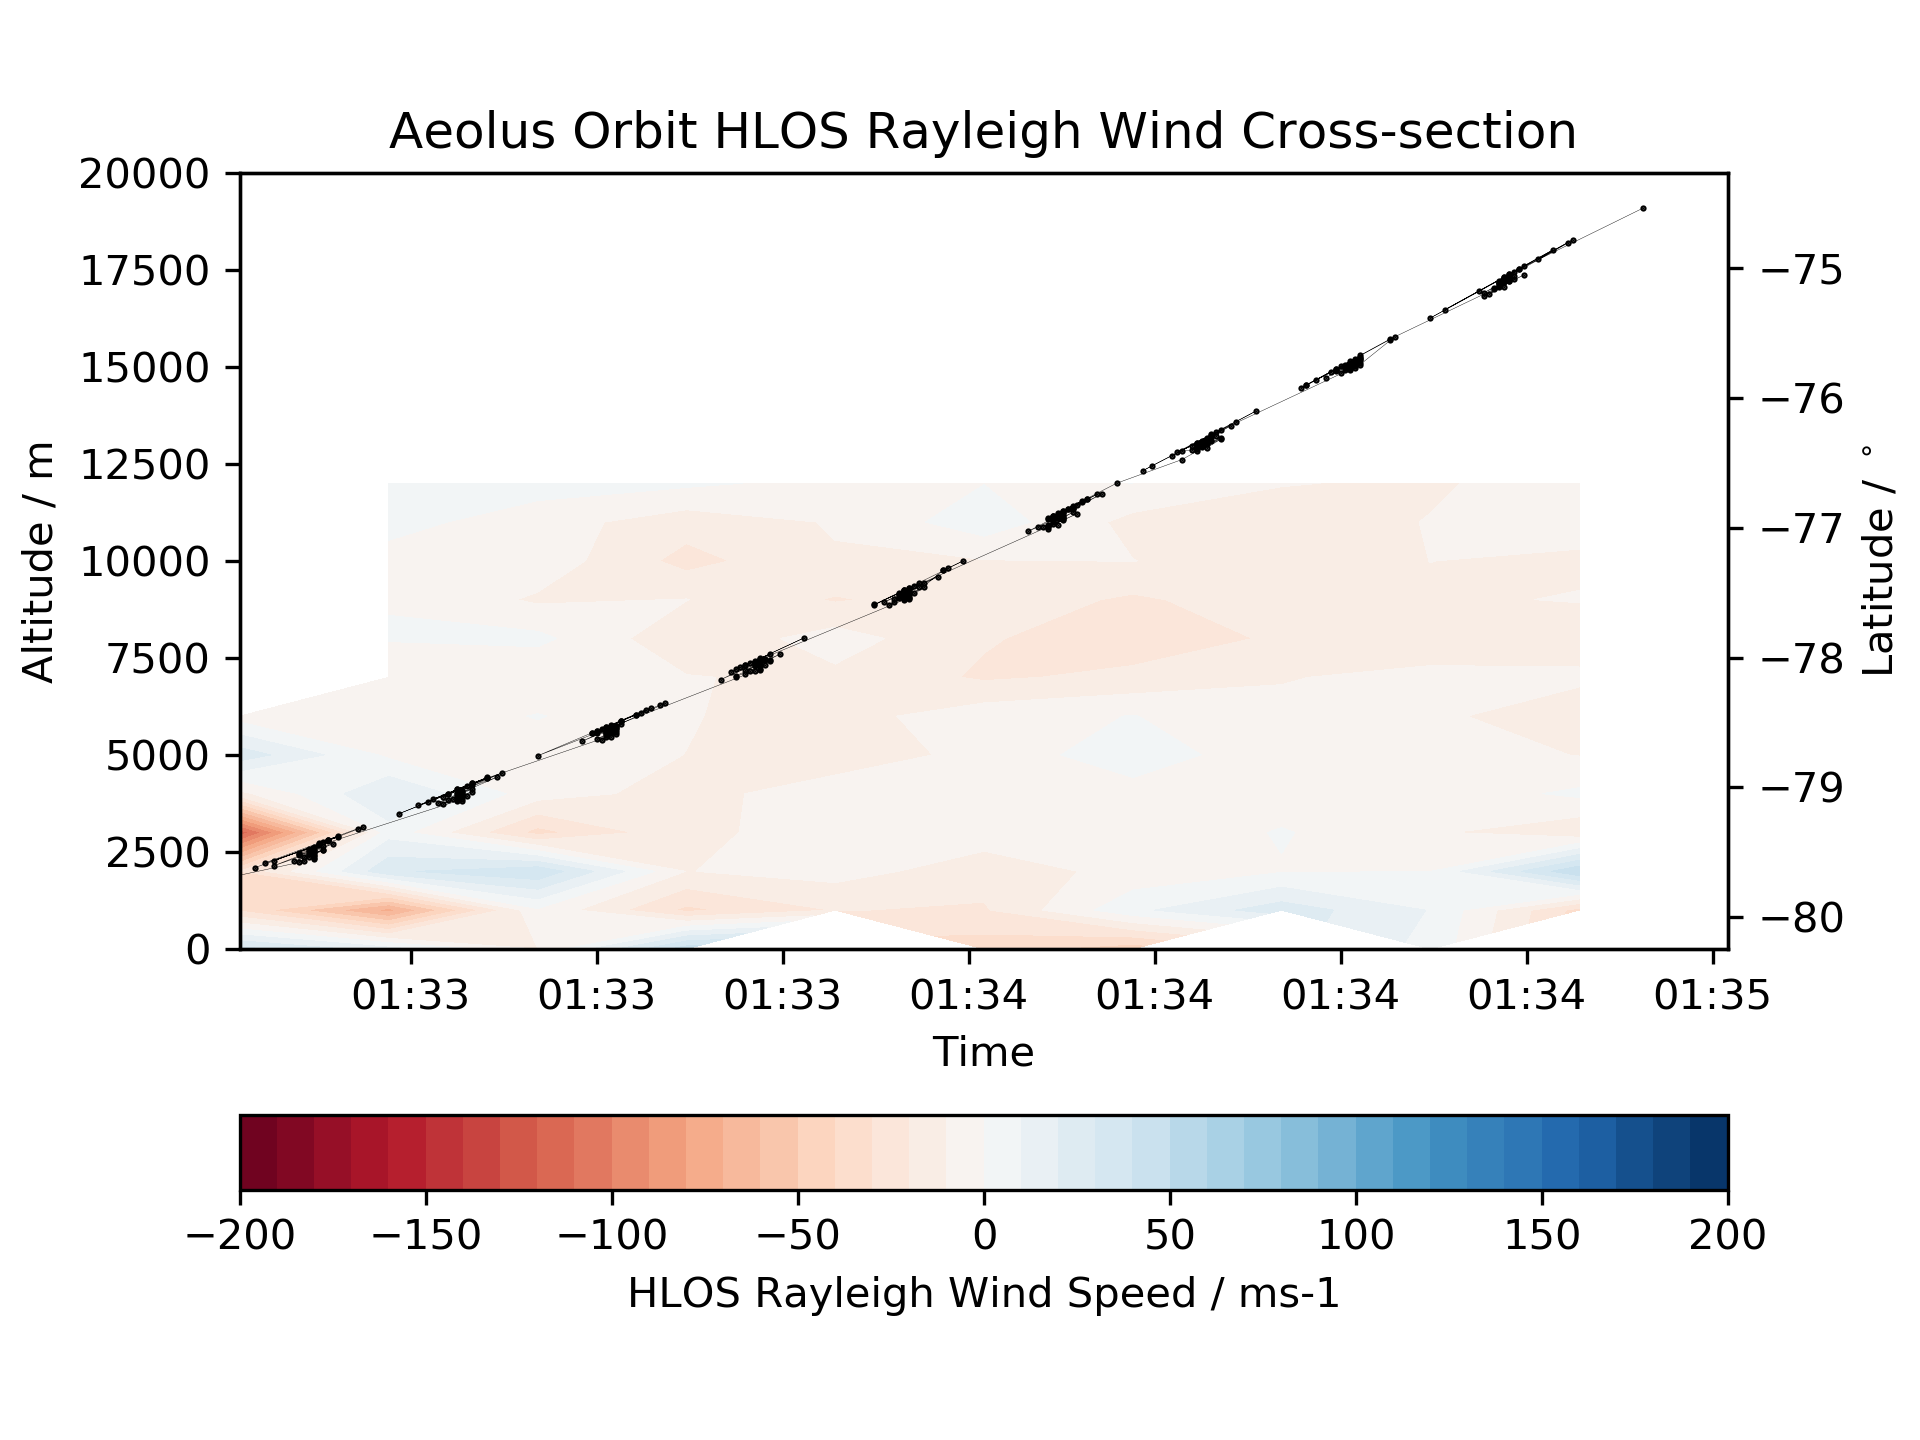 Aeolus Orbit HLOS Rayleigh Wind Cross-section
20000
17500
15000
12500
10000
7500
5000
2500
0
Altitude / m
−75
−76
−77
−78
−79
−80
Latitude / °
01:33 01:33 01:33 01:34 01:34 01:34 01:34 01:35
Time
−200 −150 −100 −50 0 50 100 150 200
HLOS Rayleigh Wind Speed / ms-1